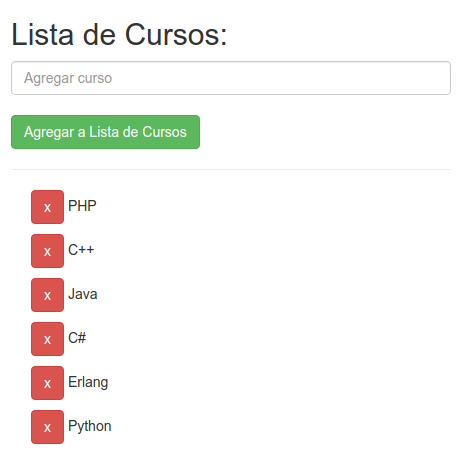 Lista de Cursos:
Agregar curso
Agregar a Lista de Cursos
x PHP
x C++
x Java
x C#
x Erlang
x Python